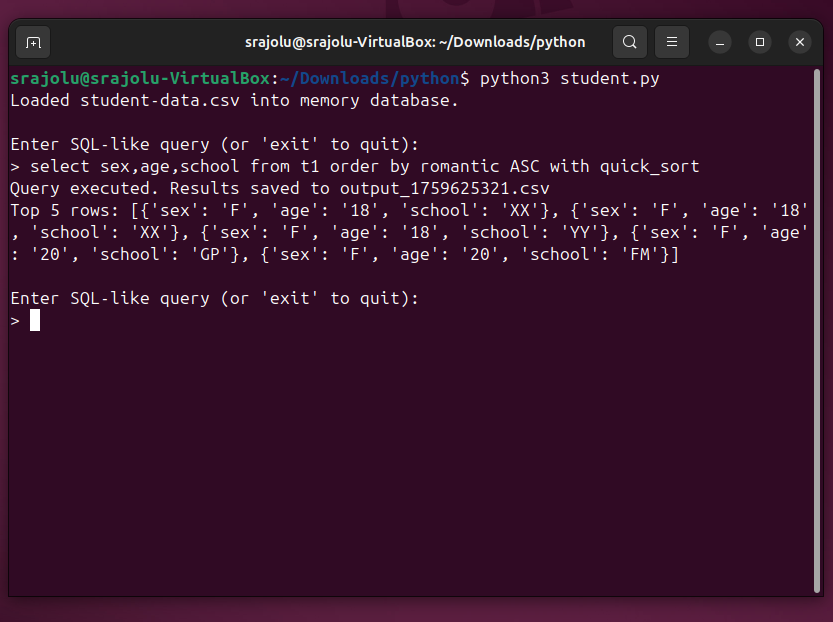 srajolu@srajolu-VirtualBox: ~/Downloads/python
srajolu@srajolu-VirtualBox:~/Downloads/python$ python3 student.py
Loaded student-data.csv into memory database.
Enter SQL-like query (or 'exit' to quit):
> select sex,age,school from t1 order by romantic ASC with quick_sort
Query executed. Results saved to output_1759625321.csv
Top 5 rows: [{'sex': 'F', 'age': '18', 'school': 'XX'}, {'sex': 'F', 'age': '18'
, 'school': 'XX'}, {'sex': 'F', 'age': '18', 'school': 'YY'}, {'sex': 'F', 'age'
: '20', 'school': 'GP'}, {'sex': 'F', 'age': '20', 'school': 'FM'}]
Enter SQL-like query (or 'exit' to quit):
>